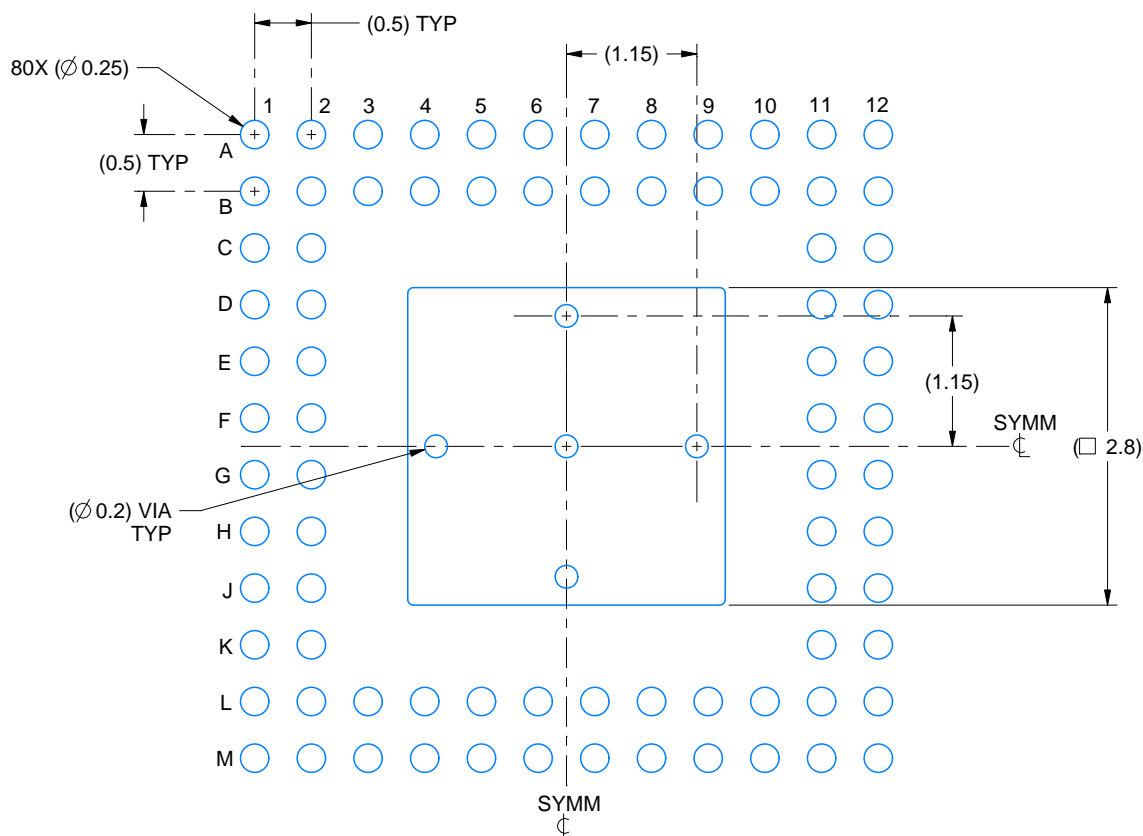 (0.5) TYP
(1.15)
80X (∅ 0.25)
1 2 3 4 5 6 7 8 9 10 11 12
A
(0.5) TYP
B
C
D
E
F
(1.15)
SYMM
℄
(□ 2.8)
G
(∅ 0.2) VIA
TYP
H
J
K
L
M
SYMM
℄